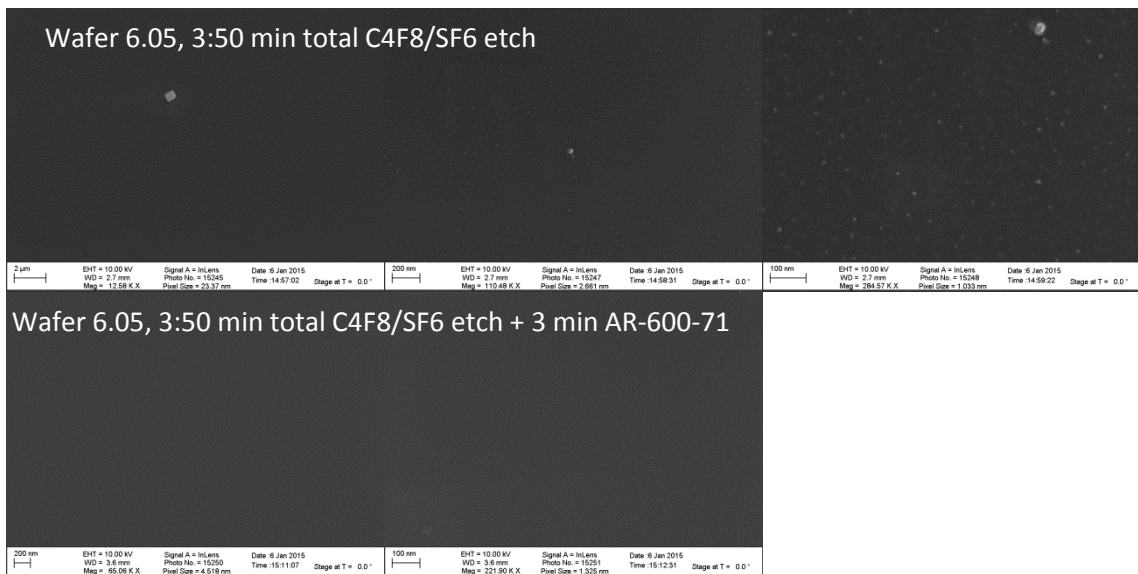 Wafer 6.05, 3:50 min total C4F8/SF6 etch
2 µm
EHT = 10.00 kV
WD = 2.7 mm
Mag = 12.58 K X
Signal A = InLens
Photo No. = 15245
Pixel Size = 23.37 nm
Date :6 Jan 2015
Time :14:57:02
Stage at T = 0.0 °
200 nm
EHT = 10.00 kV
WD = 2.7 mm
Mag = 110.48 K X
Signal A = InLens
Photo No. = 15247
Pixel Size = 2.661 nm
Date :6 Jan 2015
Time :14:58:31
Stage at T = 0.0 °
100 nm
EHT = 10.00 kV
WD = 2.7 mm
Mag = 284.57 K X
Signal A = InLens
Photo No. = 15248
Pixel Size = 1.033 nm
Date :6 Jan 2015
Time :14:59:22
Stage at T = 0.0 °
Wafer 6.05, 3:50 min total C4F8/SF6 etch + 3 min AR-600-71
200 nm
EHT = 10.00 kV
WD = 3.6 mm
Mag = 65.06 K X
Signal A = InLens
Photo No. = 15250
Pixel Size = 4.518 nm
Date :6 Jan 2015
Time :15:11:07
Stage at T = 0.0 °
100 nm
EHT = 10.00 kV
WD = 3.6 mm
Mag = 221.90 K X
Signal A = InLens
Photo No. = 15251
Pixel Size = 1.325 nm
Date :6 Jan 2015
Time :15:12:31
Stage at T = 0.0 °